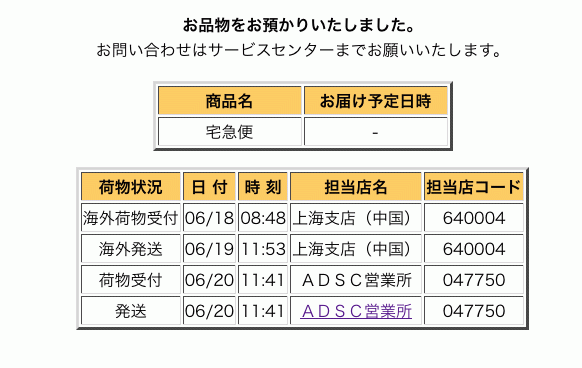 お品物をお預かりいたしました。
お問い合わせはサービスセンターまでお願いいたします。
商品名 お届け予定日時
宅急便 -
荷物状況 日 付 時 刻 担当店名 担当店コード
海外荷物受付 06/18 08:48 上海支店（中国） 640004
海外発送 06/19 11:53 上海支店（中国） 640004
荷物受付 06/20 11:41 ＡＤＳＣ営業所 047750
発送 06/20 11:41 ＡＤＳＣ営業所 047750